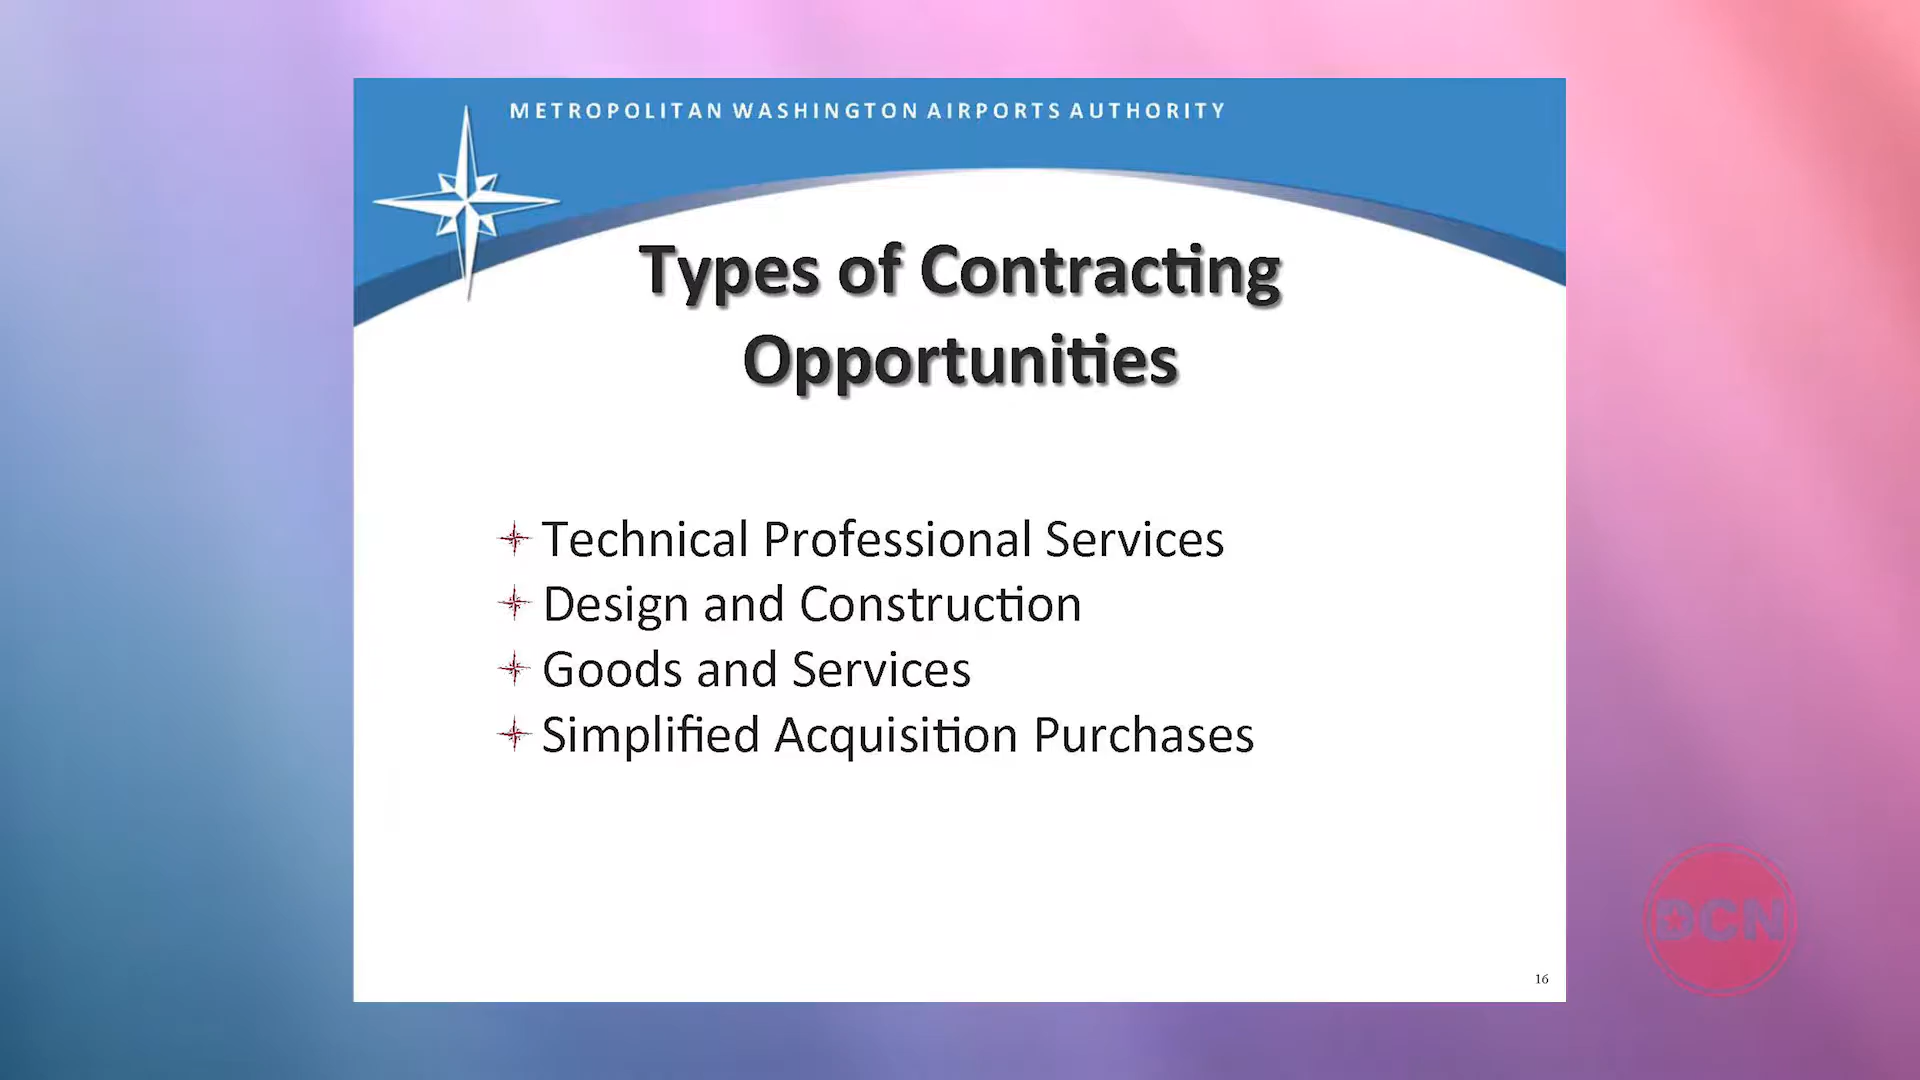 METROPOLITAN WASHINGTON AIRPORTS AUTHORITY
Types of Contracting
Opportunities
Technical Professional Services
Design and Construction
Goods and Services
Simplified Acquisition Purchases
16
DCN